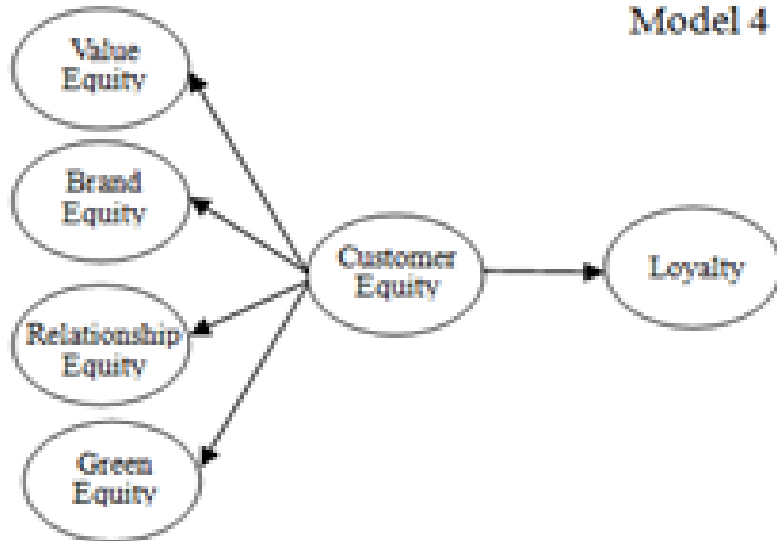 Model 4
Value
Equity
Brand
Equity
Relationship
Equity
Green
Equity
Customer
Equity
Loyalty